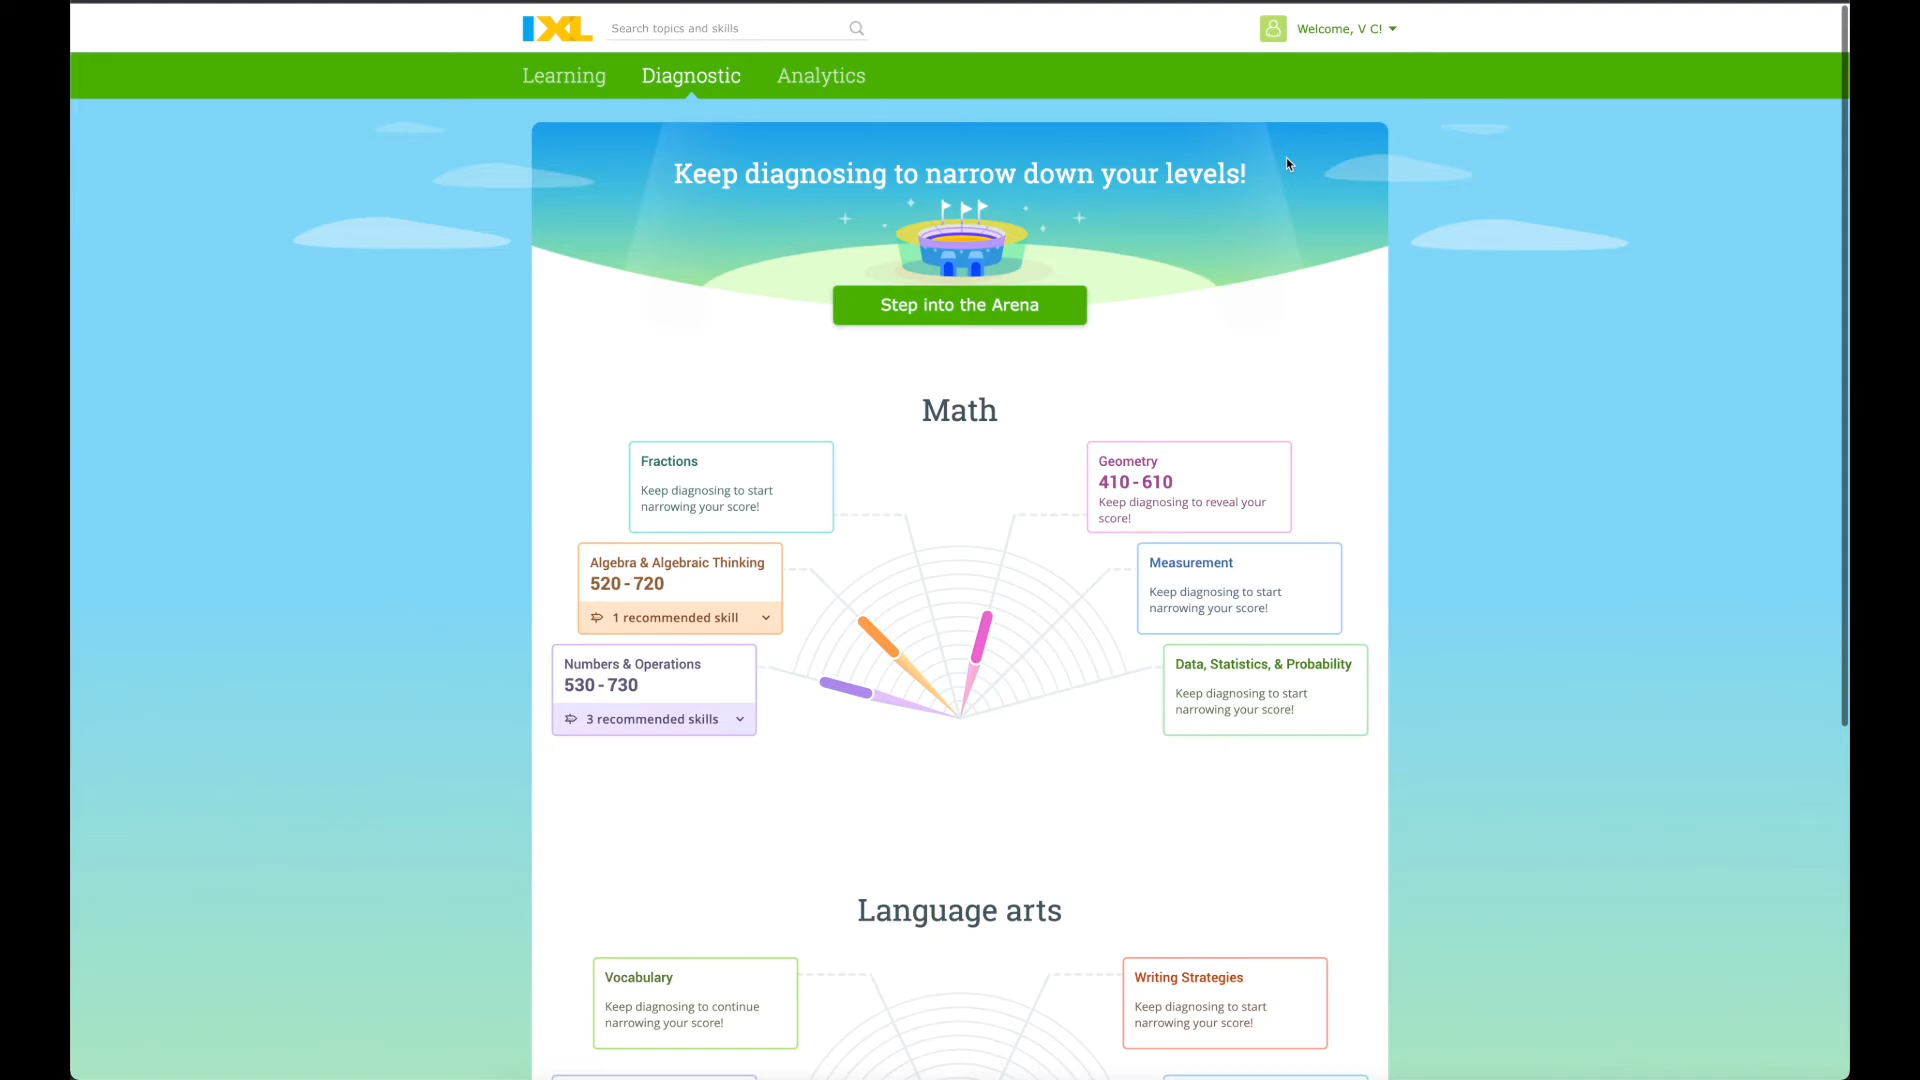 IXL
Search topics and skills
Welcome, V C!
Learning
Diagnostic
Analytics
Keep diagnosing to narrow down your levels!
Step into the Arena
Math
Fractions
Keep diagnosing to start
narrowing your score!
Geometry
410 - 610
Keep diagnosing to reveal your
score!
Algebra & Algebraic Thinking
520 - 720
1 recommended skill
Measurement
Keep diagnosing to start
narrowing your score!
Numbers & Operations
530 - 730
3 recommended skills
Data, Statistics, & Probability
Keep diagnosing to start
narrowing your score!
Language arts
Vocabulary
Keep diagnosing to continue
narrowing your score!
Writing Strategies
Keep diagnosing to start
narrowing your score!